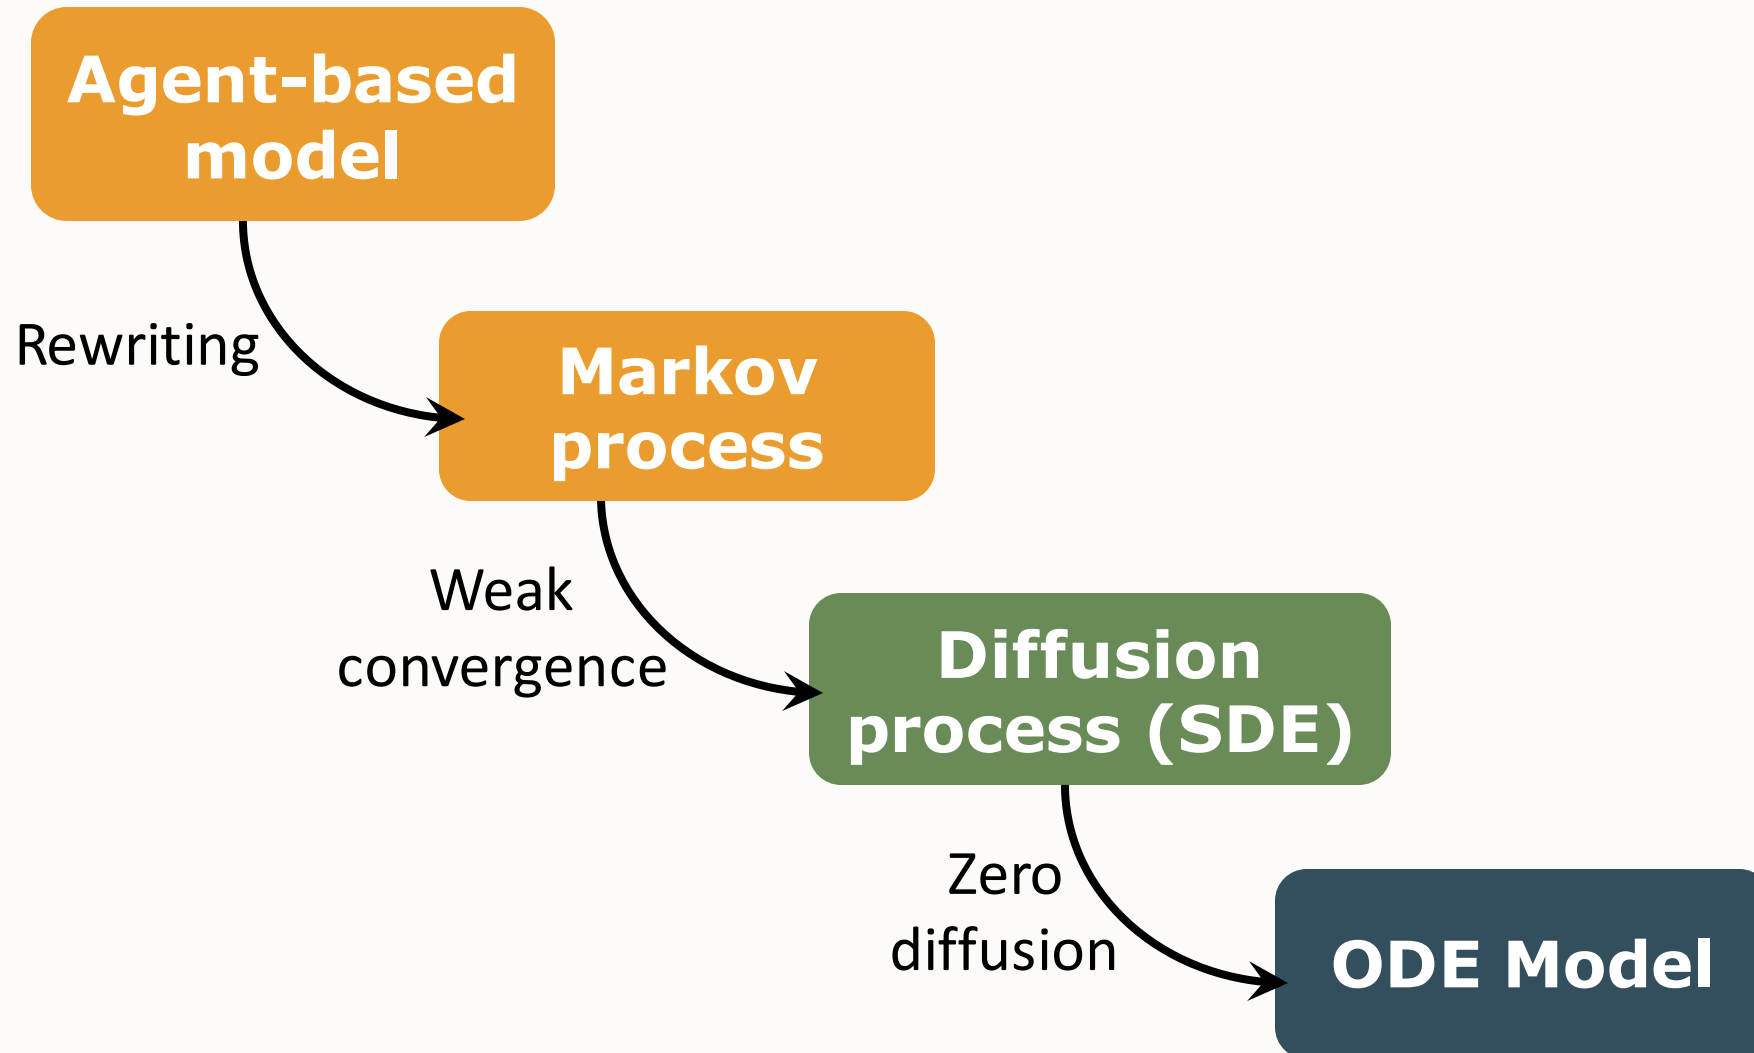 Agent-based
model
Rewriting
Markov
process
Weak
convergence
Diffusion
process (SDE)
Zero
diffusion
ODE Model